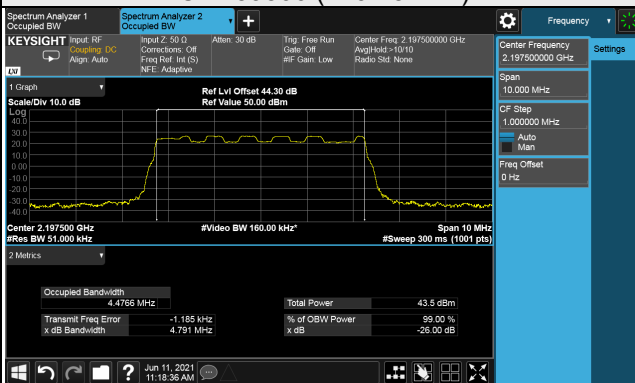 Spectrum Analyzer 1
Occupied BW
Spectrum Analyzer 2
Occupied BW
Frequency
KEYSIGHT
Input: RF
Coupling: DC
Align: Auto
Input Z: 50 Ω
Corrections: Off
Freq Ref: Int (S)
NFE: Adaptive
Atten: 30 dB
Trig: Free Run
Gate: Off
#IF Gain: Low
Center Freq: 2.197500000 GHz
Avg|Hold:>10/10
Radio Std: None
LXI
Center Frequency
2.197500000 GHz
Settings
Span
10.000 MHz
CF Step
1.000000 MHz
Auto
Man
Freq Offset
0 Hz
1 Graph
Scale/Div 10.0 dB
Ref Lvl Offset 44.30 dB
Ref Value 50.00 dBm
Log
40.0
30.0
20.0
10.0
0.00
-10.0
-20.0
-30.0
-40.0
Center 2.197500 GHz
#Res BW 51.000 kHz
#Video BW 160.00 kHz*
Span 10 MHz
#Sweep 300 ms (1001 pts)
2 Metrics
Occupied Bandwidth
4.4766 MHz
Total Power
43.5 dBm
Transmit Freq Error
-1.185 kHz
% of OBW Power
99.00 %
x dB Bandwidth
4.791 MHz
x dB
-26.00 dB
?
Jun 11, 2021
11:18:36 AM